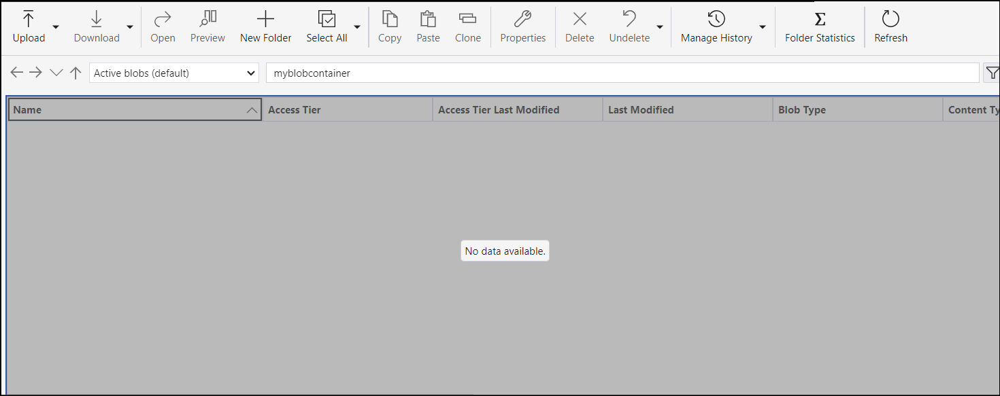 Upload Download Open Preview New Folder Select All Copy Paste Clone Properties Delete Undelete Manage History Folder Statistics Refresh
Active blobs (default) myblobcontainer
Name Access Tier Access Tier Last Modified Last Modified Blob Type Content Ty
No data available.